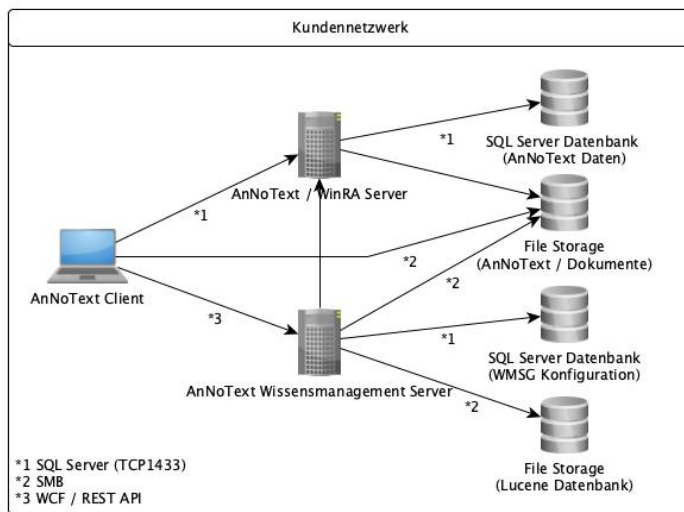 Kundennetzwerk
*1
SQL Server Datenbank
(AnNoText Daten)
AnNoText / WinRA Server
*1
*2
File Storage
(AnNoText / Dokumente)
*2
AnNoText Client
*3
*1
SQL Server Datenbank
(WMSG Konfiguration)
AnNoText Wissensmanagement Server
*2
File Storage
(Lucene Datenbank)
*1 SQL Server (TCP1433)
*2 SMB
*3 WCF / REST API